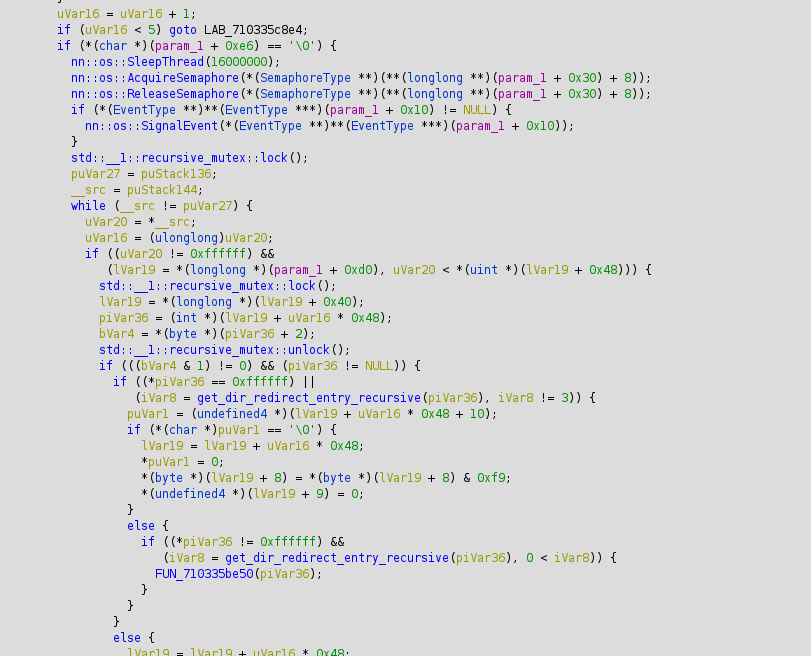 uVar16 = uVar16 + 1;
if (uVar16 < 5) goto LAB_710335c8e4;
if (*(char *)(param_1 + 0xe6) == '\0') {
nn::os::SleepThread(16000000);
nn::os::AcquireSemaphore(*(SemaphoreType **)(**(longlong **)(param_1 + 0x30) + 8));
nn::os::ReleaseSemaphore(*(SemaphoreType **)(**(longlong **)(param_1 + 0x30) + 8));
if (*(EventType **)**(EventType ***)(param_1 + 0x10) != NULL) {
nn::os::SignalEvent(*(EventType **)**(EventType ***)(param_1 + 0x10));
}
std::__1::recursive_mutex::lock();
puVar27 = puStack136;
__src = puStack144;
while (__src != puVar27) {
uVar20 = *__src;
uVar16 = (ulonglong)uVar20;
if ((uVar20 != 0xffffff) &&
(lVar19 = *(longlong *)(param_1 + 0xd0), uVar20 < *(uint *)(lVar19 + 0x48))) {
std::__1::recursive_mutex::lock();
lVar19 = *(longlong *)(lVar19 + 0x40);
piVar36 = (int *)(lVar19 + uVar16 * 0x48);
bVar4 = *(byte *)(piVar36 + 2);
std::__1::recursive_mutex::unlock();
if (((bVar4 & 1) != 0) && (piVar36 != NULL)) {
if ((*piVar36 == 0xffffff) ||
(iVar8 = get_dir_redirect_entry_recursive(piVar36), iVar8 != 3)) {
puVar1 = (undefined4 *)(lVar19 + uVar16 * 0x48 + 10);
if (*(char *)puVar1 == '\0') {
lVar19 = lVar19 + uVar16 * 0x48;
*puVar1 = 0;
*(byte *)(lVar19 + 8) = *(byte *)(lVar19 + 8) & 0xf9;
*(undefined4 *)(lVar19 + 9) = 0;
}
else {
if ((*piVar36 != 0xffffff) &&
(iVar8 = get_dir_redirect_entry_recursive(piVar36), 0 < iVar8)) {
FUN_710335be50(piVar36);
}
}
}
else {
lVar19 = lVar19 + uVar16 * 0x48;